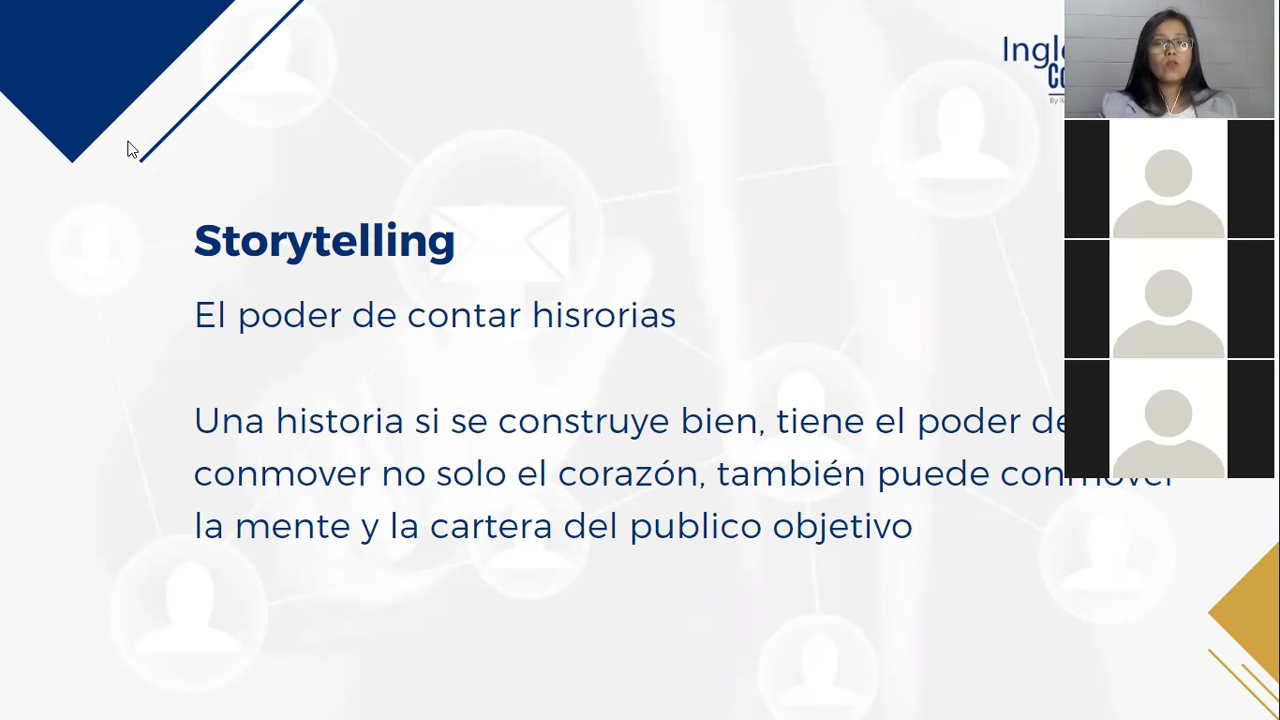 Storytelling
El poder de contar hisrorias
Una historia si se construye bien, tiene el poder de
conmover no solo el corazón, también puede conmover
la mente y la cartera del publico objetivo